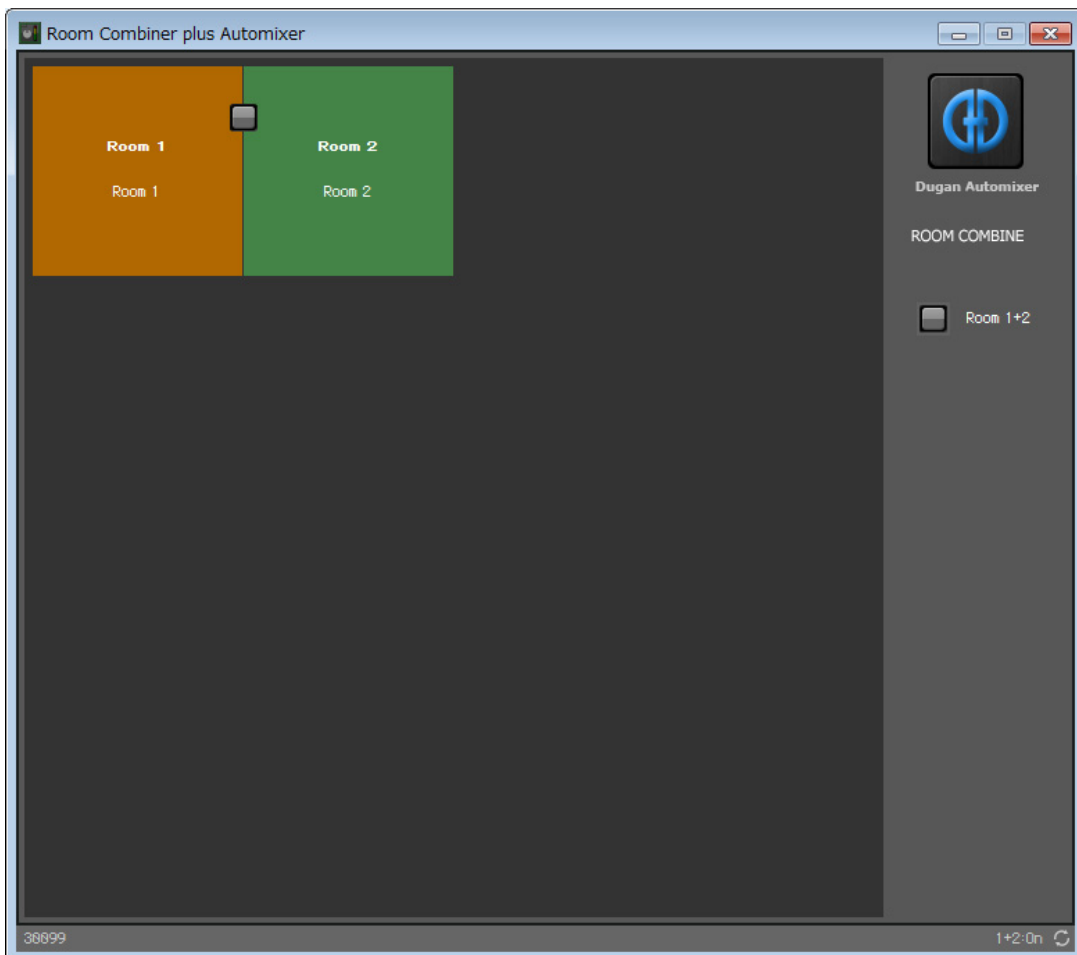 Room Combiner plus Automixer
Room 1
Room 2
Room 1
Room 2
Dugan Automixer
ROOM COMBINE
Room 1+2
30099
1+2:On